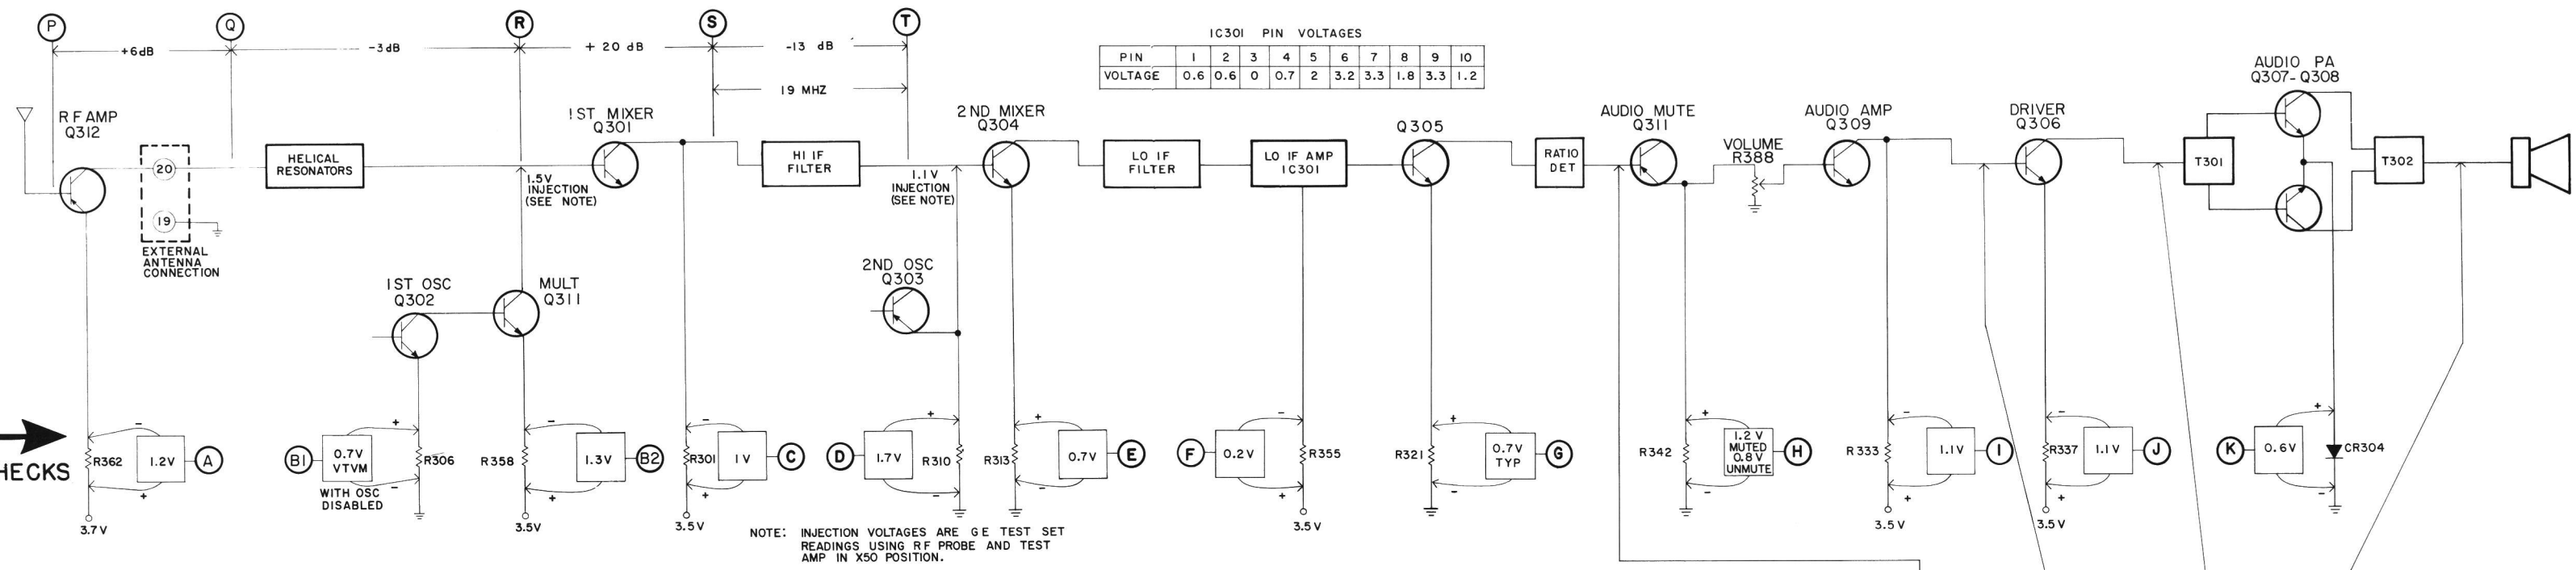 P
Q
R
S
T
+6dB
-3dB
+ 20 dB
-13 dB
19 MHZ
IC301 PIN VOLTAGES
PIN 1 2 3 4 5 6 7 8 9 10
VOLTAGE 0.6 0.6 0 0.7 2 3.2 3.3 1.8 3.3 1.2
RF AMP
Q312
20
19
EXTERNAL
ANTENNA
CONNECTION
HELICAL
RESONATORS
1.5V
INJECTION
(SEE NOTE)
1ST MIXER
Q301
HI IF
FILTER
1.1V
INJECTION
(SEE NOTE)
2ND MIXER
Q304
LO IF
FILTER
LO IF AMP
IC301
Q305
RATIO
DET
AUDIO MUTE
Q311
VOLUME
R388
AUDIO AMP
Q309
DRIVER
Q306
T301
AUDIO PA
Q307-Q308
T302
1ST OSC
Q302
MULT
Q311
2ND OSC
Q303
HECKS
-
R362
1.2V
A
+
3.7V
B1
0.7V
VTVM
WITH OSC
DISABLED
+
-
R306
R358
-
1.3V
B2
+
3.5V
-
R301
1V
C
+
3.5V
D
1.7V
+
R310
-
R313
+
0.7V
E
-
F
0.2V
-
R355
+
3.5V
R321
+
0.7V
TYP
G
-
R342
+
1.2 V
MUTED
0.8V
UNMUTE
H
-
R333
-
1.1V
I
+
3.5V
-
R337
1.1V
J
+
3.5V
K
0.6V
+
CR304
-
NOTE: INJECTION VOLTAGES ARE GE TEST SET
READINGS USING RF PROBE AND TEST
AMP IN X50 POSITION.